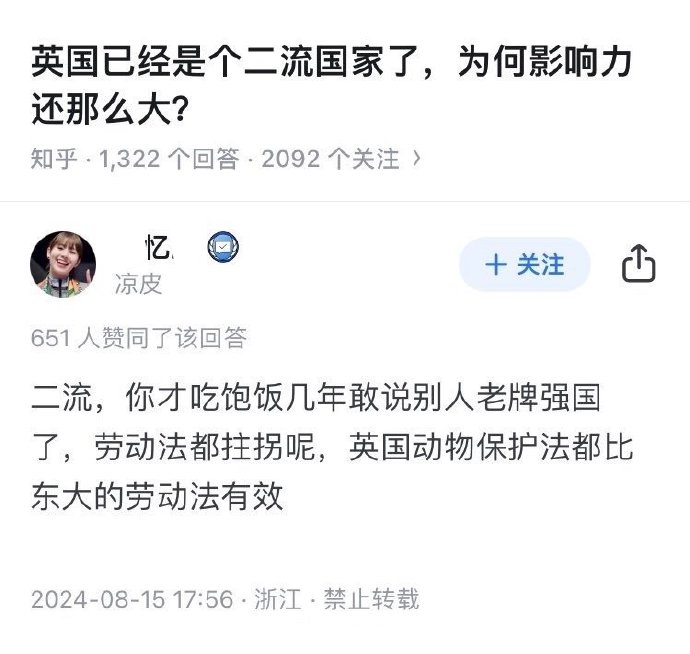 英国已经是个二流国家了，为何影响力
还那么大？
知乎 · 1,322 个回答 · 2092 个关注 〉
忆
凉皮
＋ 关注
651 人赞同了该回答
二流，你才吃饱饭几年敢说别人老牌强国
了，劳动法都拄拐呢，英国动物保护法都比
东大的劳动法有效
2024-08-15 17:56 · 浙江 · 禁止转载